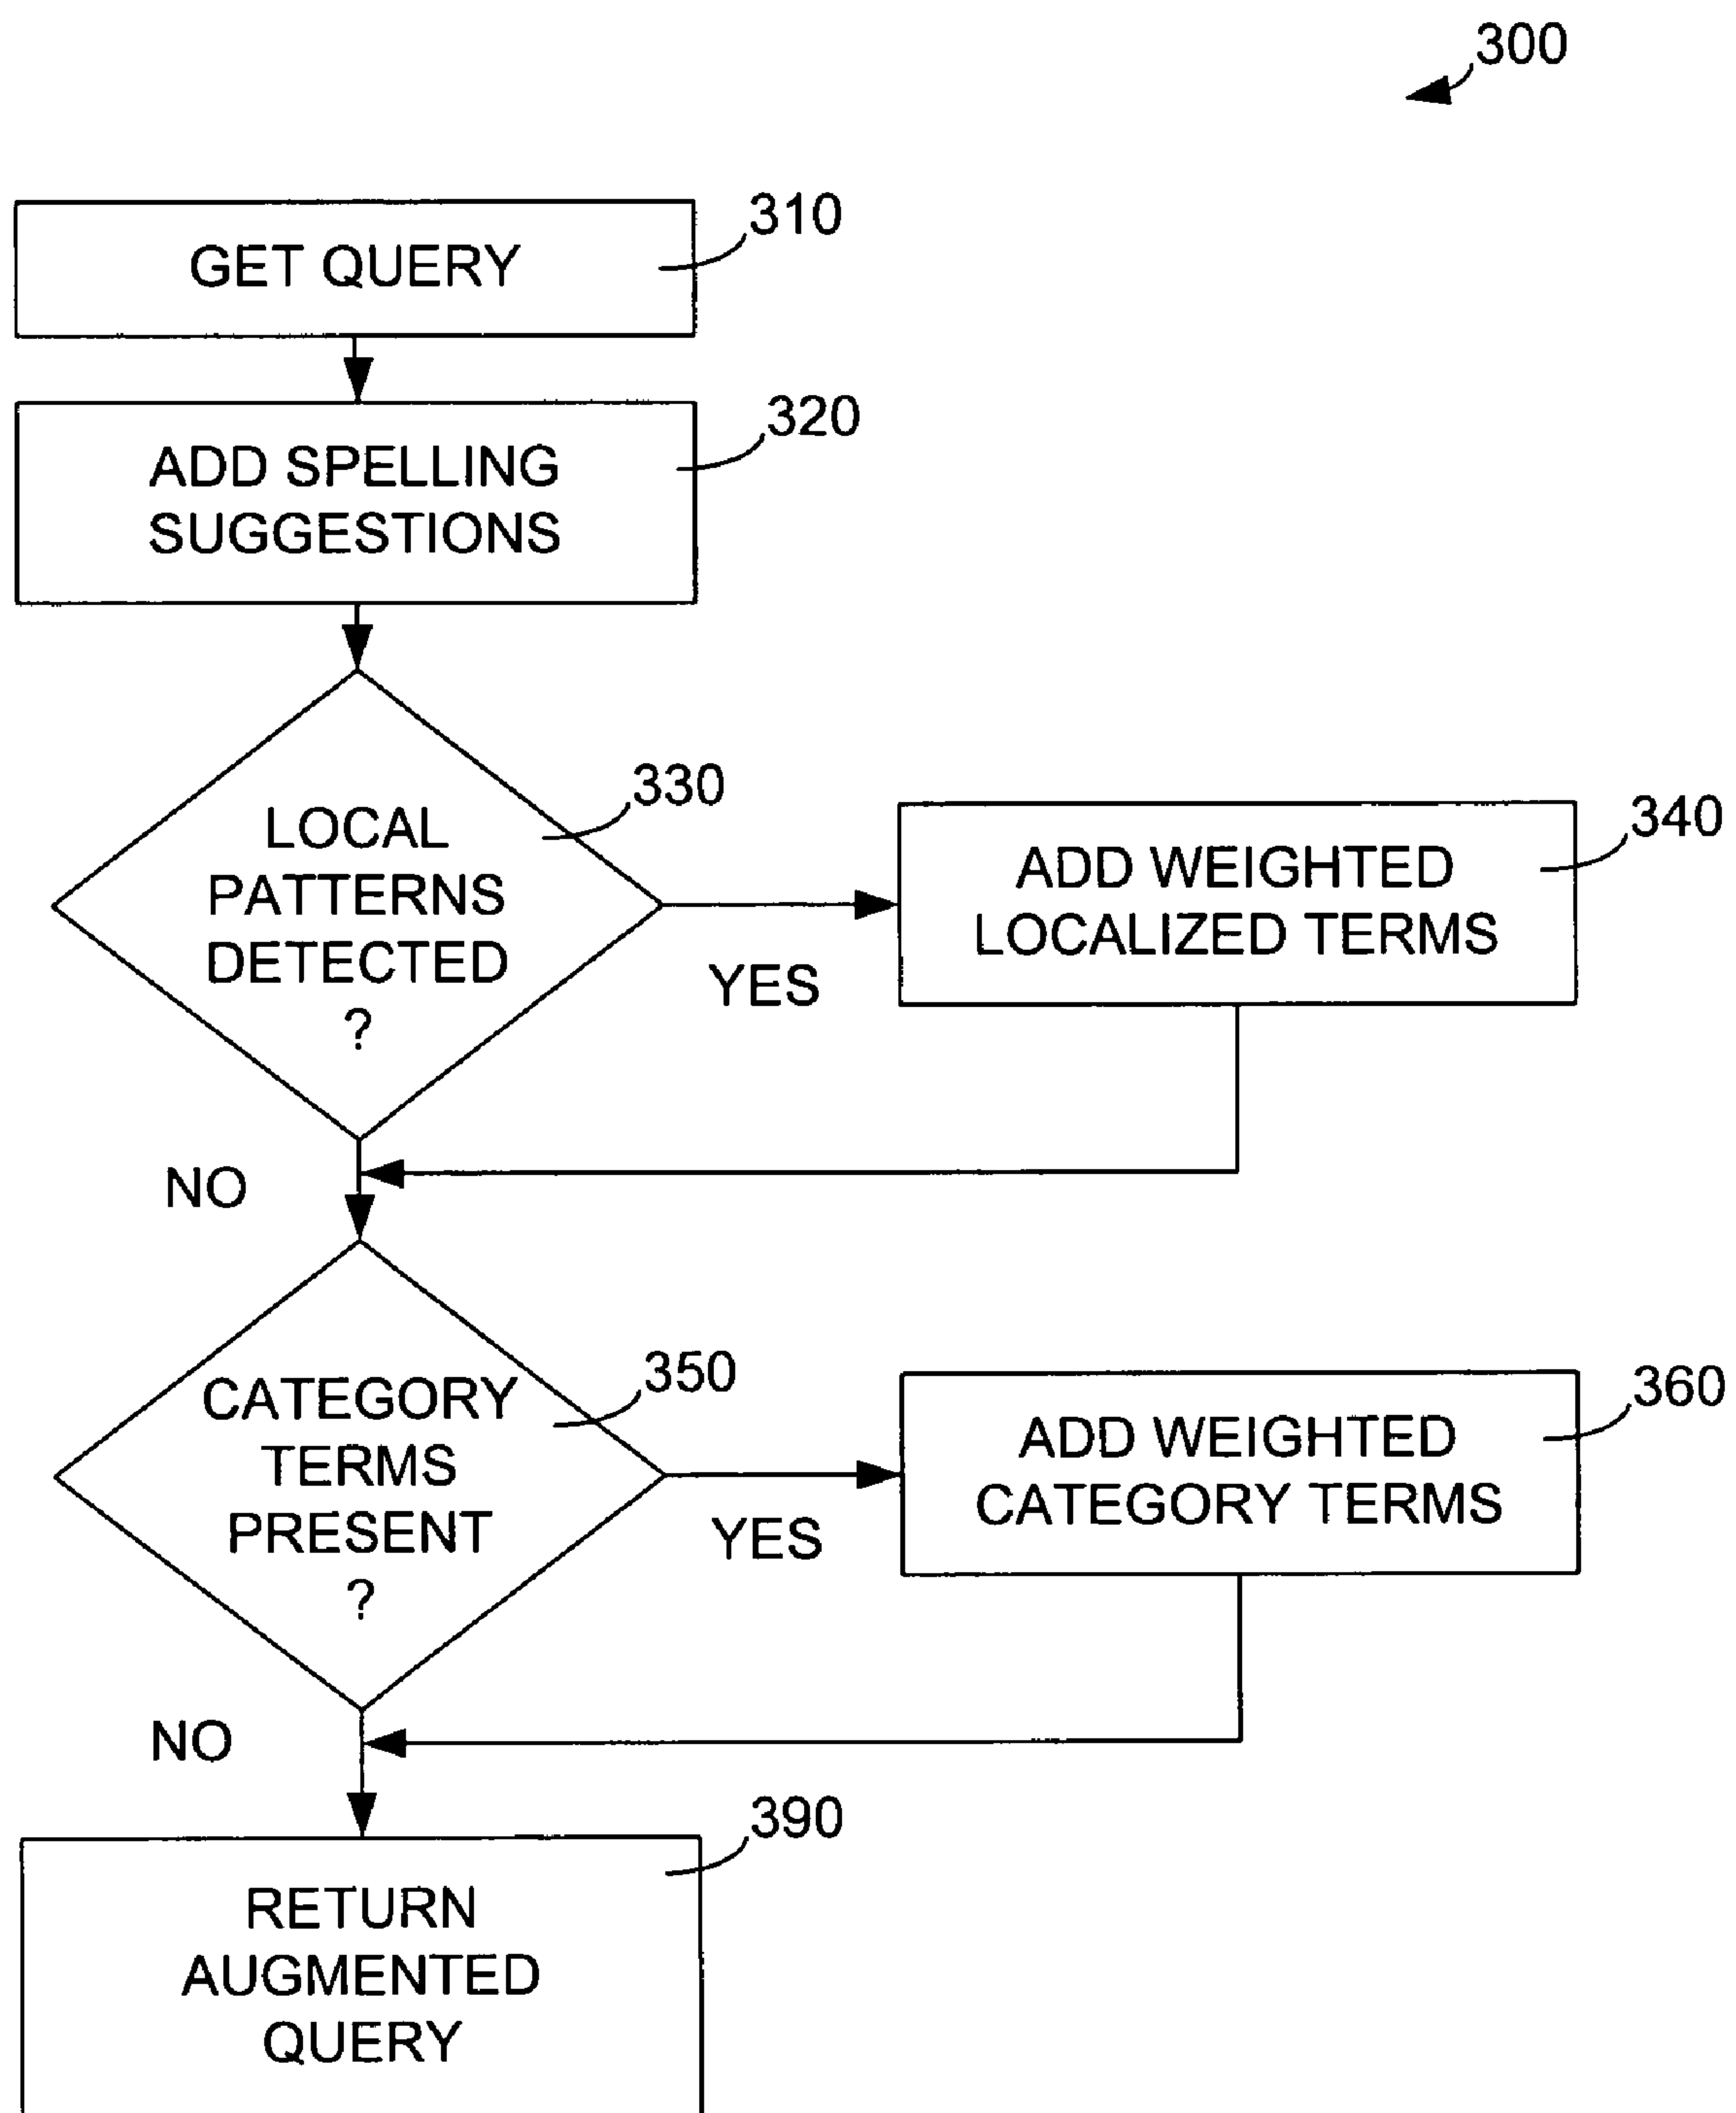 300
310
GET QUERY
320
ADD SPELLING
SUGGESTIONS
330
LOCAL
PATTERNS
DETECTED
?
YES
340
ADD WEIGHTED
LOCALIZED TERMS
NO
350
CATEGORY
TERMS
PRESENT
?
YES
360
ADD WEIGHTED
CATEGORY TERMS
NO
390
RETURN
AUGMENTED
QUERY